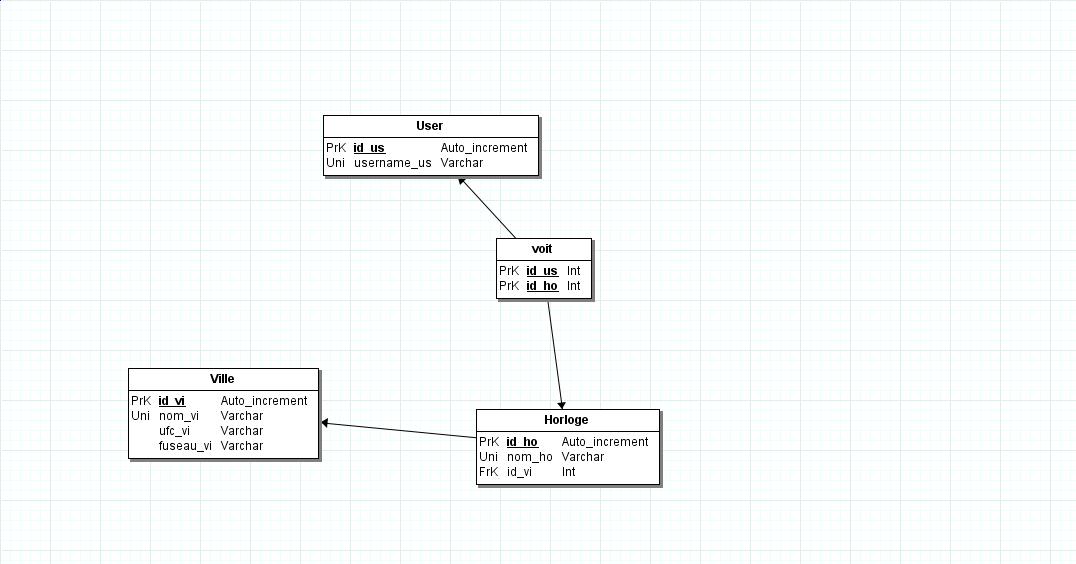 User
PrK id_us Auto_increment
Uni username_us Varchar
voit
PrK id_us Int
PrK id_ho Int
Ville
PrK id_vi Auto_increment
Uni nom_vi Varchar
ufc_vi Varchar
fuseau_vi Varchar
Horloge
PrK id_ho Auto_increment
Uni nom_ho Varchar
FrK id_vi Int